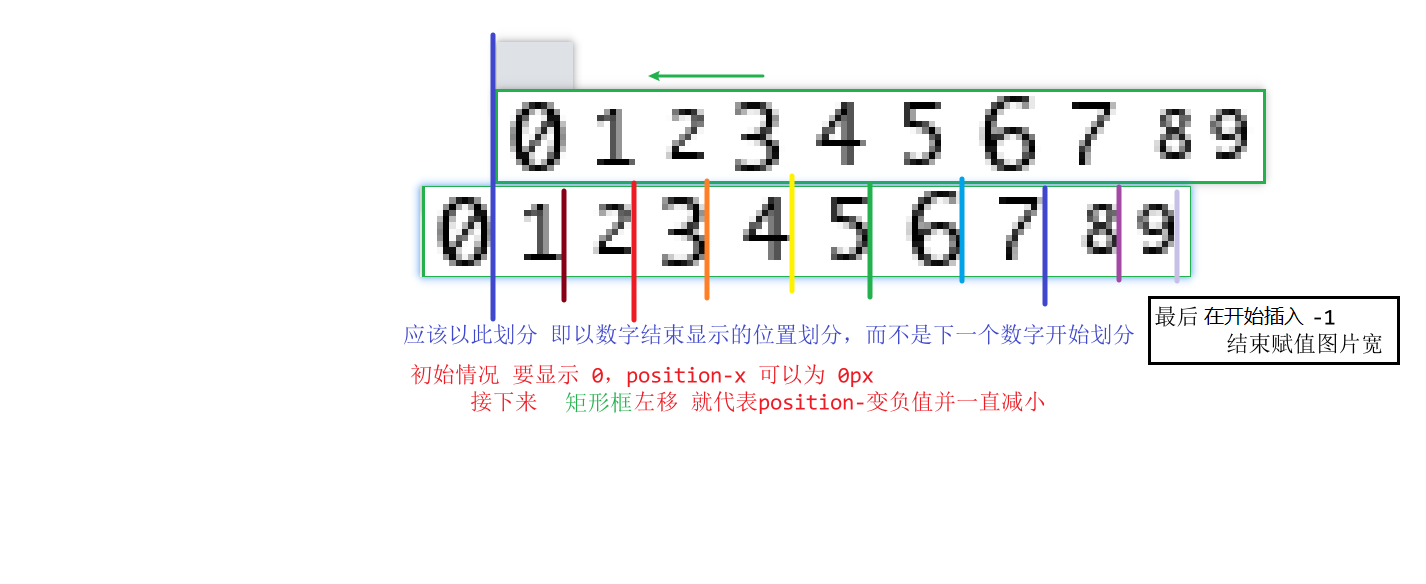 0 1 2 3 4 5 6 7 8 9
0 1 2 3 4 5 6 7 8 9
应该以此划分 即以数字结束显示的位置划分，而不是下一个数字开始划分
最后 在开始插入 -1
结束赋值图片宽
初始情况 要显示 0，position-x 可以为 0px
接下来 矩形框左移 就代表position-变负值并一直减小